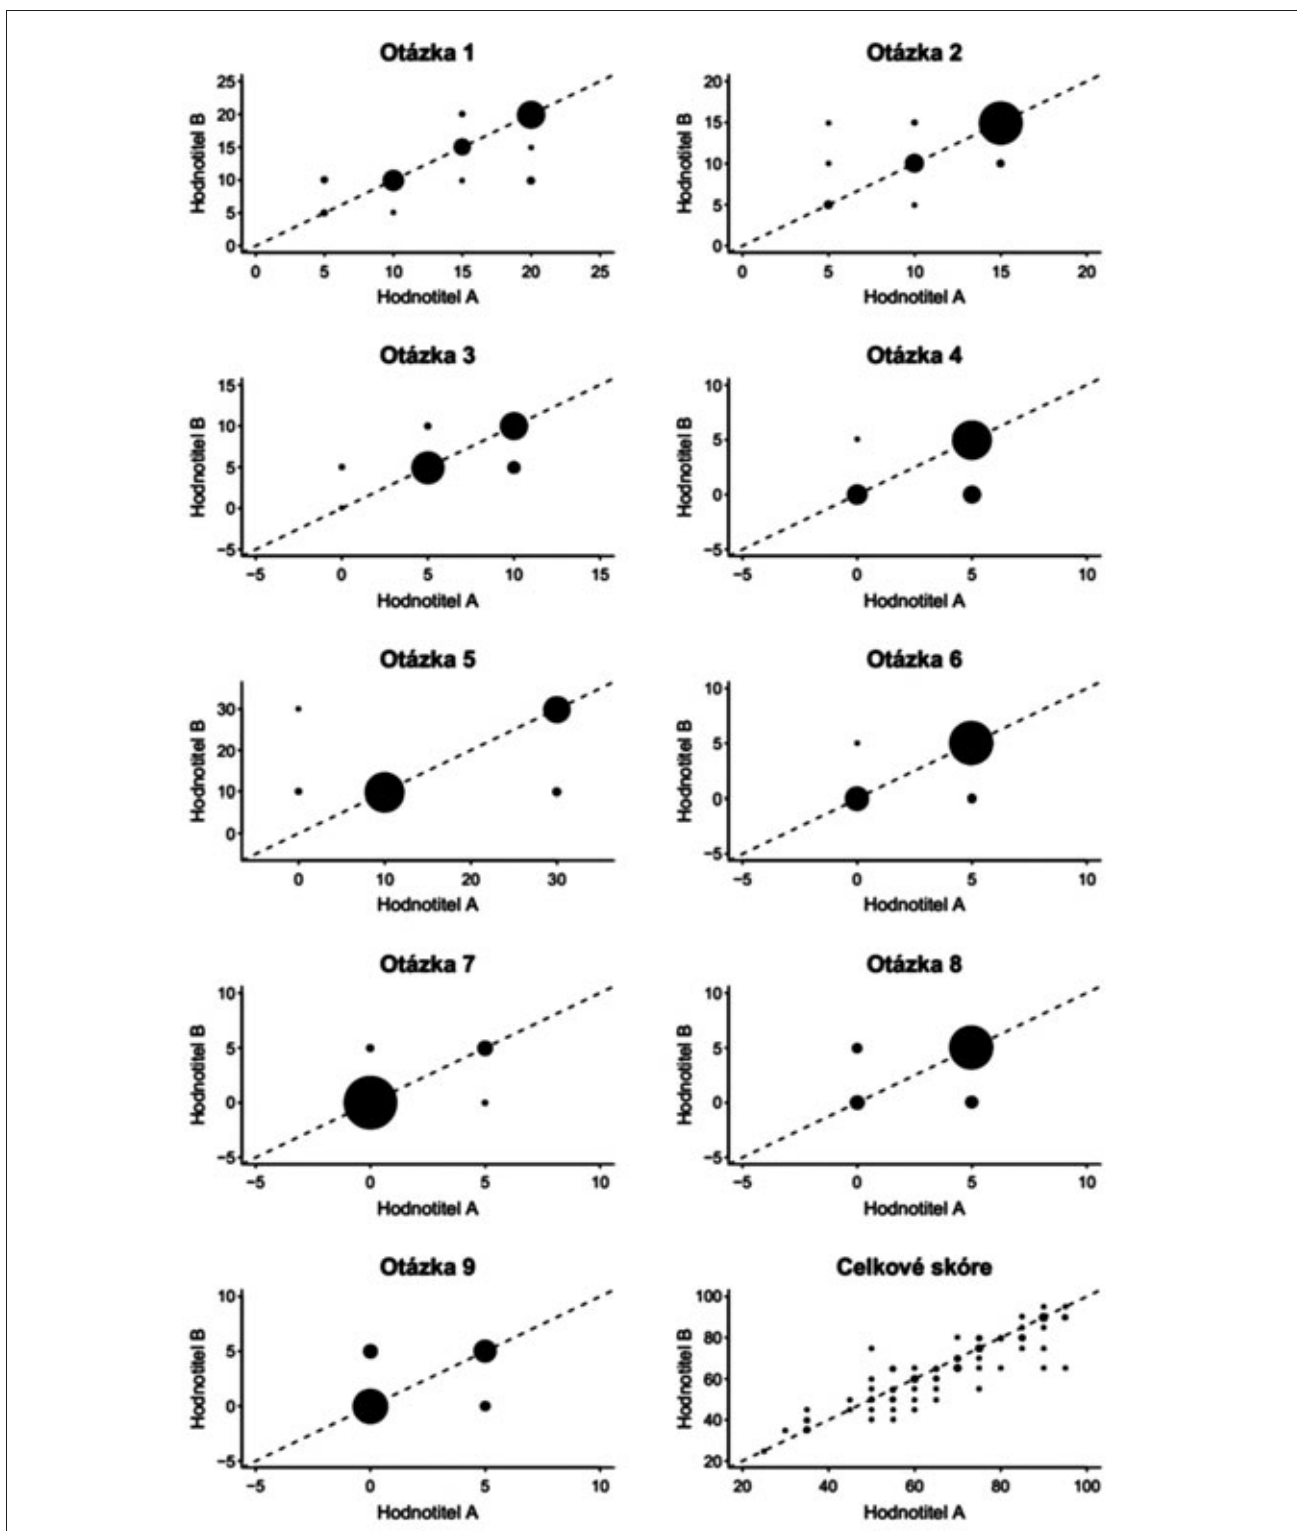 Otázka 1
Otázka 2
25
20
15
10
5
0
Hodnotitel B
0 5 10 15 20 25
Hodnotitel A
20
15
10
5
0
Hodnotitel B
0 5 10 15 20
Hodnotitel A
Otázka 3
Otázka 4
15
10
5
0
−5
Hodnotitel B
−5 0 5 10 15
Hodnotitel A
10
5
0
−5
Hodnotitel B
−5 0 5 10
Hodnotitel A
Otázka 5
Otázka 6
30
20
10
0
Hodnotitel B
0 10 20 30
Hodnotitel A
10
5
0
−5
Hodnotitel B
−5 0 5 10
Hodnotitel A
Otázka 7
Otázka 8
10
5
0
−5
Hodnotitel B
−5 0 5 10
Hodnotitel A
10
5
0
−5
Hodnotitel B
−5 0 5 10
Hodnotitel A
Otázka 9
Celkové skóre
10
5
0
−5
Hodnotitel B
−5 0 5 10
Hodnotitel A
100
80
60
40
20
Hodnotitel B
20 40 60 80 100
Hodnotitel A